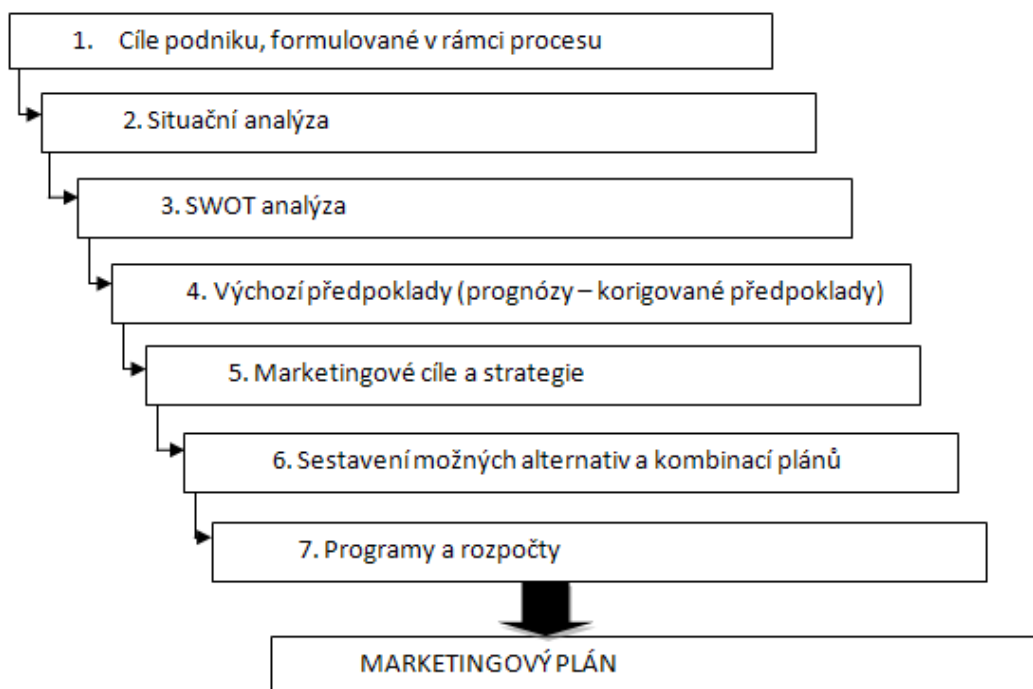 1. Cíle podniku, formulované v rámci procesu
2. Situační analýza
3. SWOT analýza
4. Výchozí předpoklady (prognózy – korigované předpoklady)
5. Marketingové cíle a strategie
6. Sestavení možných alternativ a kombinací plánů
7. Programy a rozpočty
MARKETINGOVÝ PLÁN